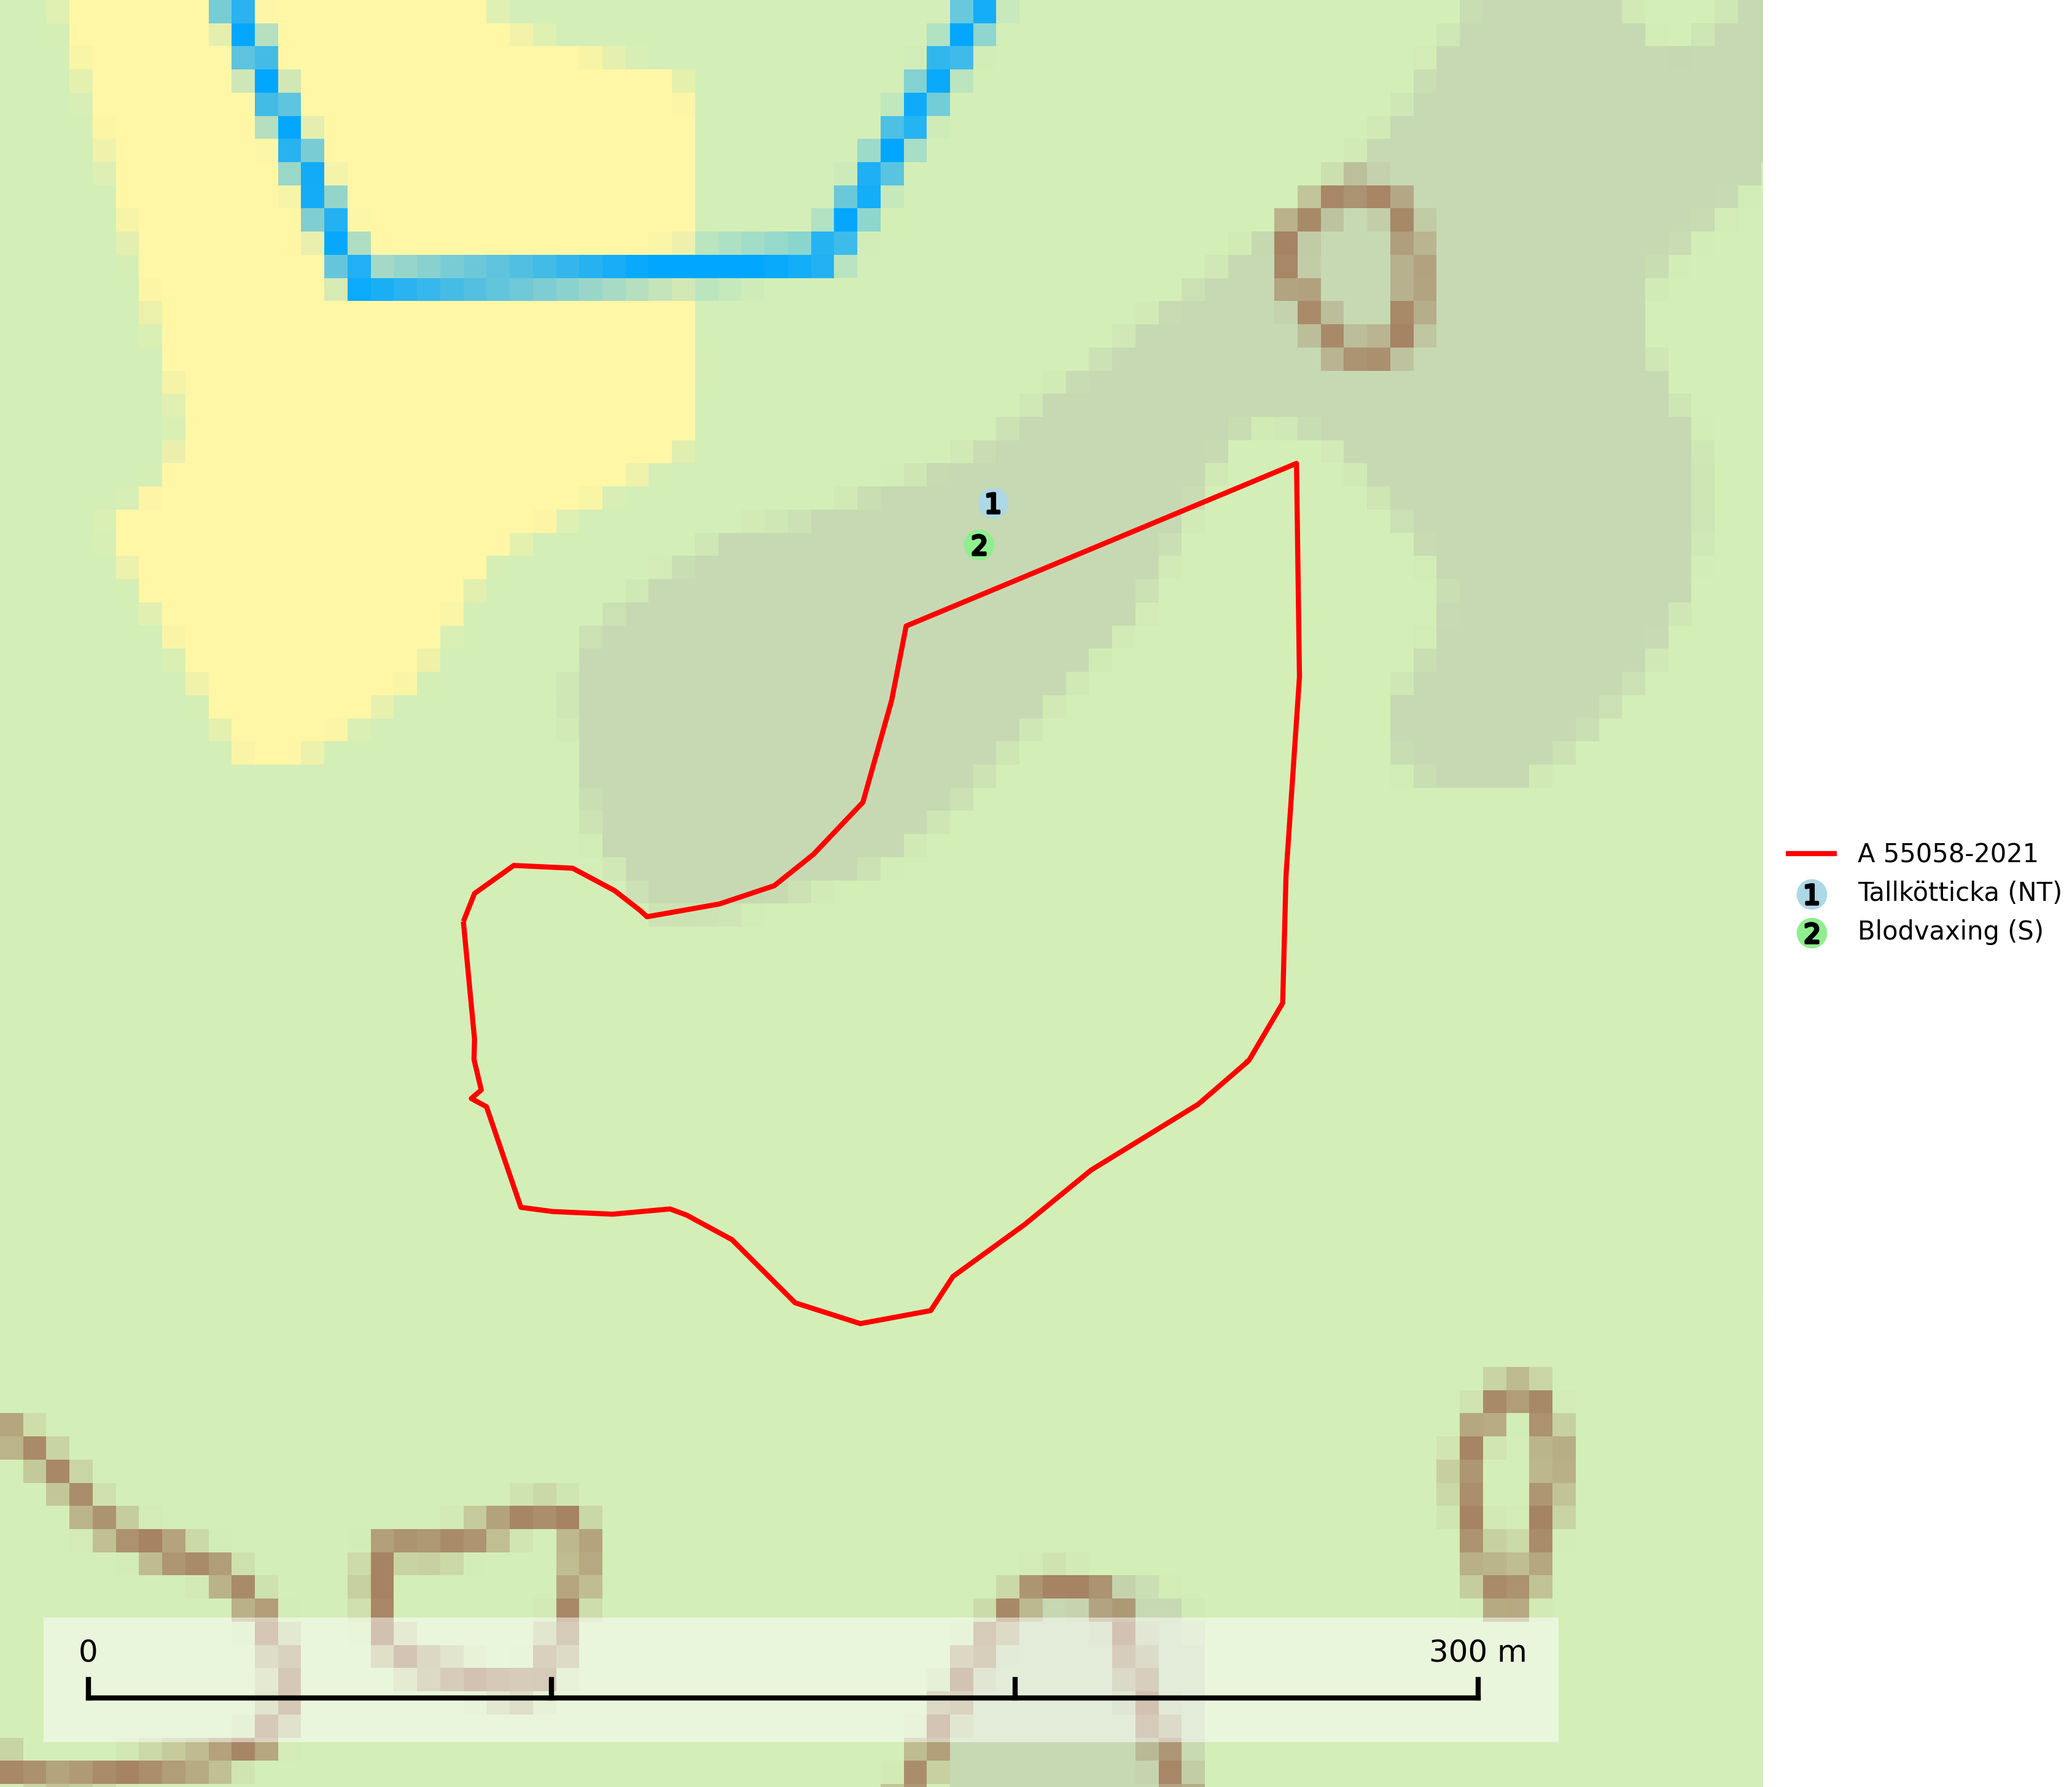 1
2
A 55058-2021
1 Tallkötticka (NT)
2 Blodvaxing (S)
0 300 m